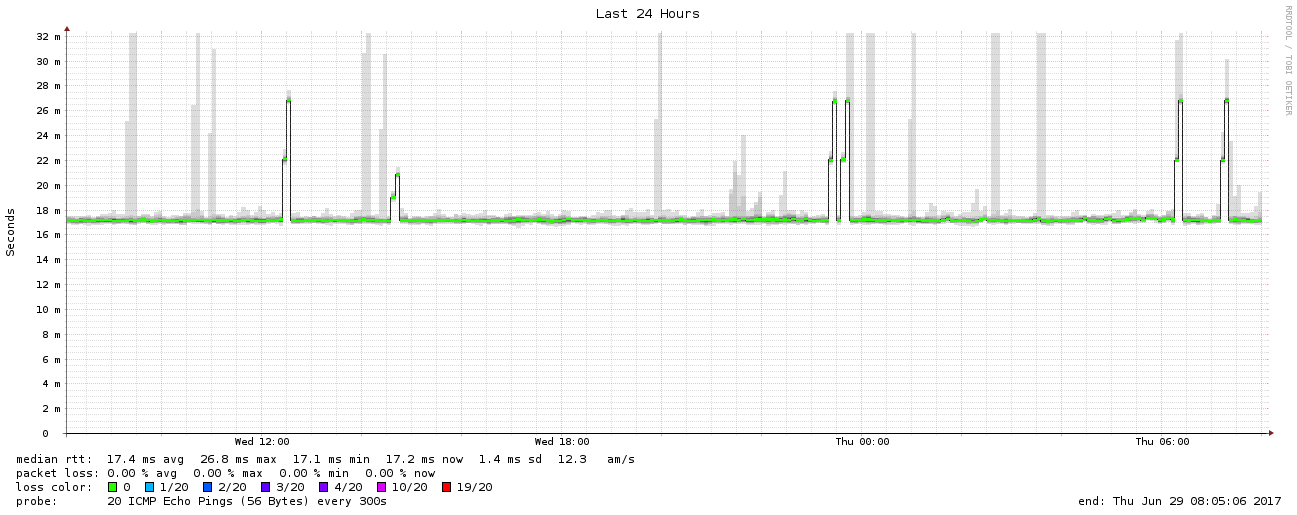 Last 24 Hours
RRDTOOL / TOBI OETIKER
Seconds
32 m
30 m
28 m
26 m
24 m
22 m
20 m
18 m
16 m
14 m
12 m
10 m
8 m
6 m
4 m
2 m
0
Wed 12:00 Wed 18:00 Thu 00:00 Thu 06:00
median rtt: 17.4 ms avg 26.8 ms max 17.1 ms min 17.2 ms now 1.4 ms sd 12.3 am/s
packet loss: 0.00 % avg 0.00 % max 0.00 % min 0.00 % now
loss color: 0 1/20 2/20 3/20 4/20 10/20 19/20
probe: 20 ICMP Echo Pings (56 Bytes) every 300s end: Thu Jun 29 08:05:06 2017